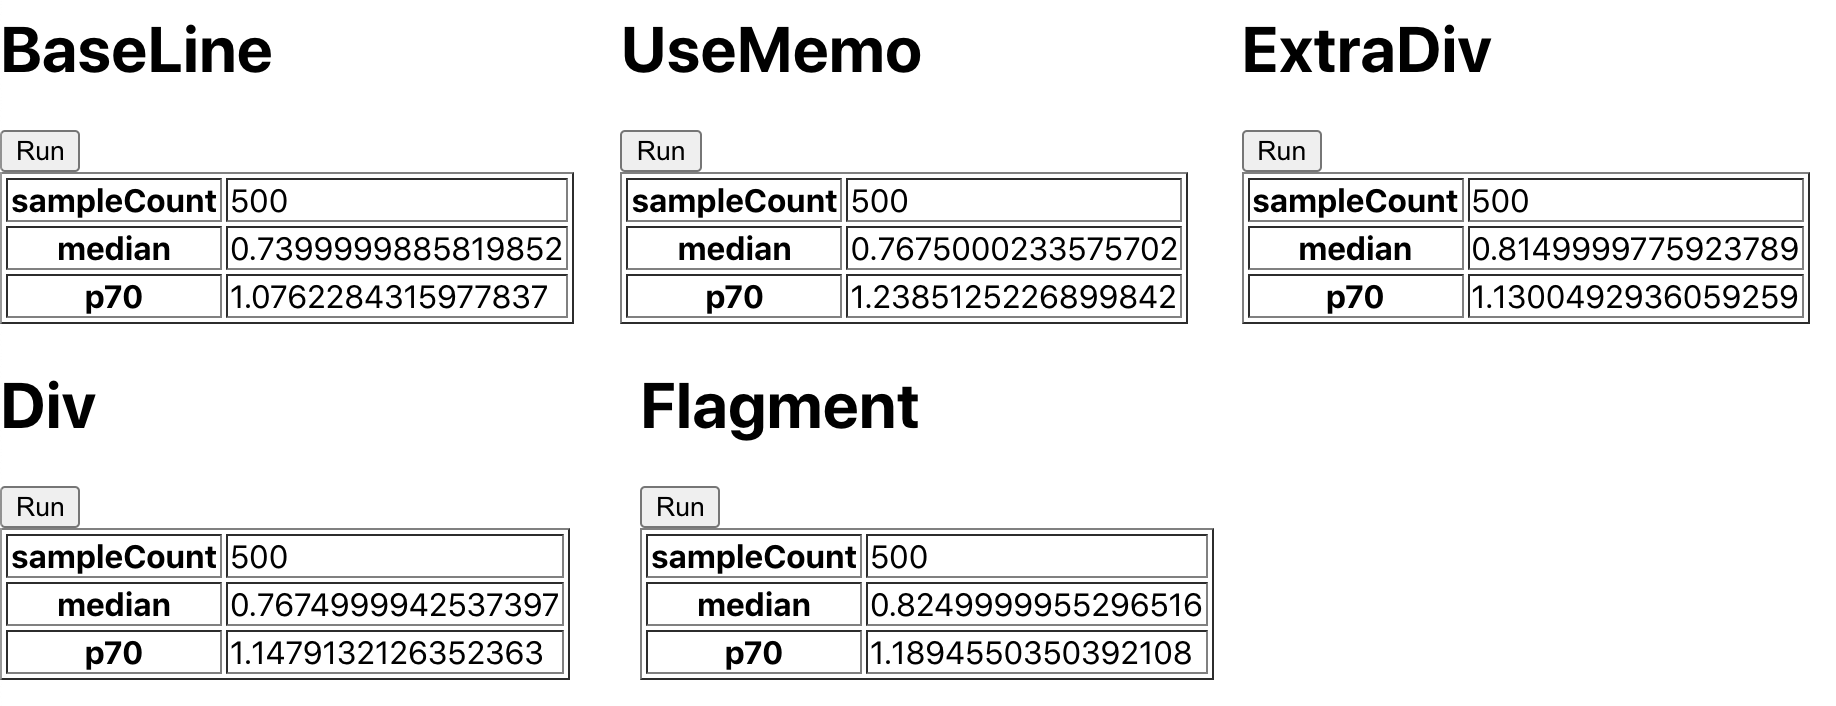 BaseLine
Run
sampleCount 500
median 0.7399999885819852
p70 1.0762284315977837
UseMemo
Run
sampleCount 500
median 0.7675000233575702
p70 1.2385125226899842
ExtraDiv
Run
sampleCount 500
median 0.8149999775923789
p70 1.1300492936059259
Div
Run
sampleCount 500
median 0.7674999942537397
p70 1.1479132126352363
Flagment
Run
sampleCount 500
median 0.8249999955296516
p70 1.1894550350392108